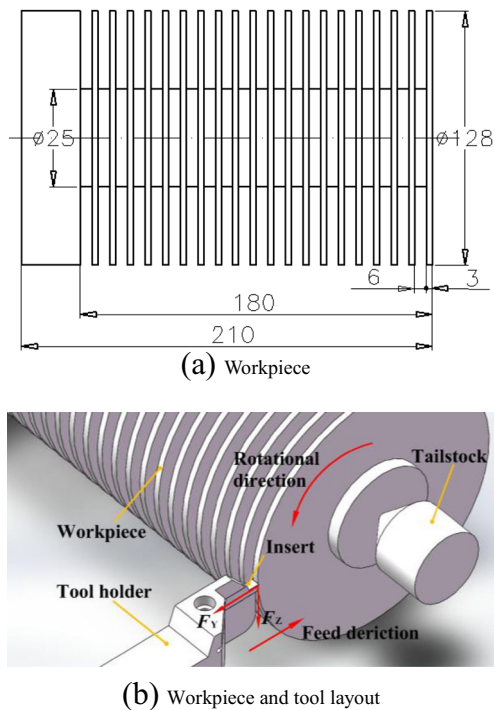 ø25
ø128
6
3
180
210
(a) Workpiece
Rotational
direction
Tailstock
Workpiece
Insert
Tool holder
FY
FZ
Feed deriction
(b) Workpiece and tool layout